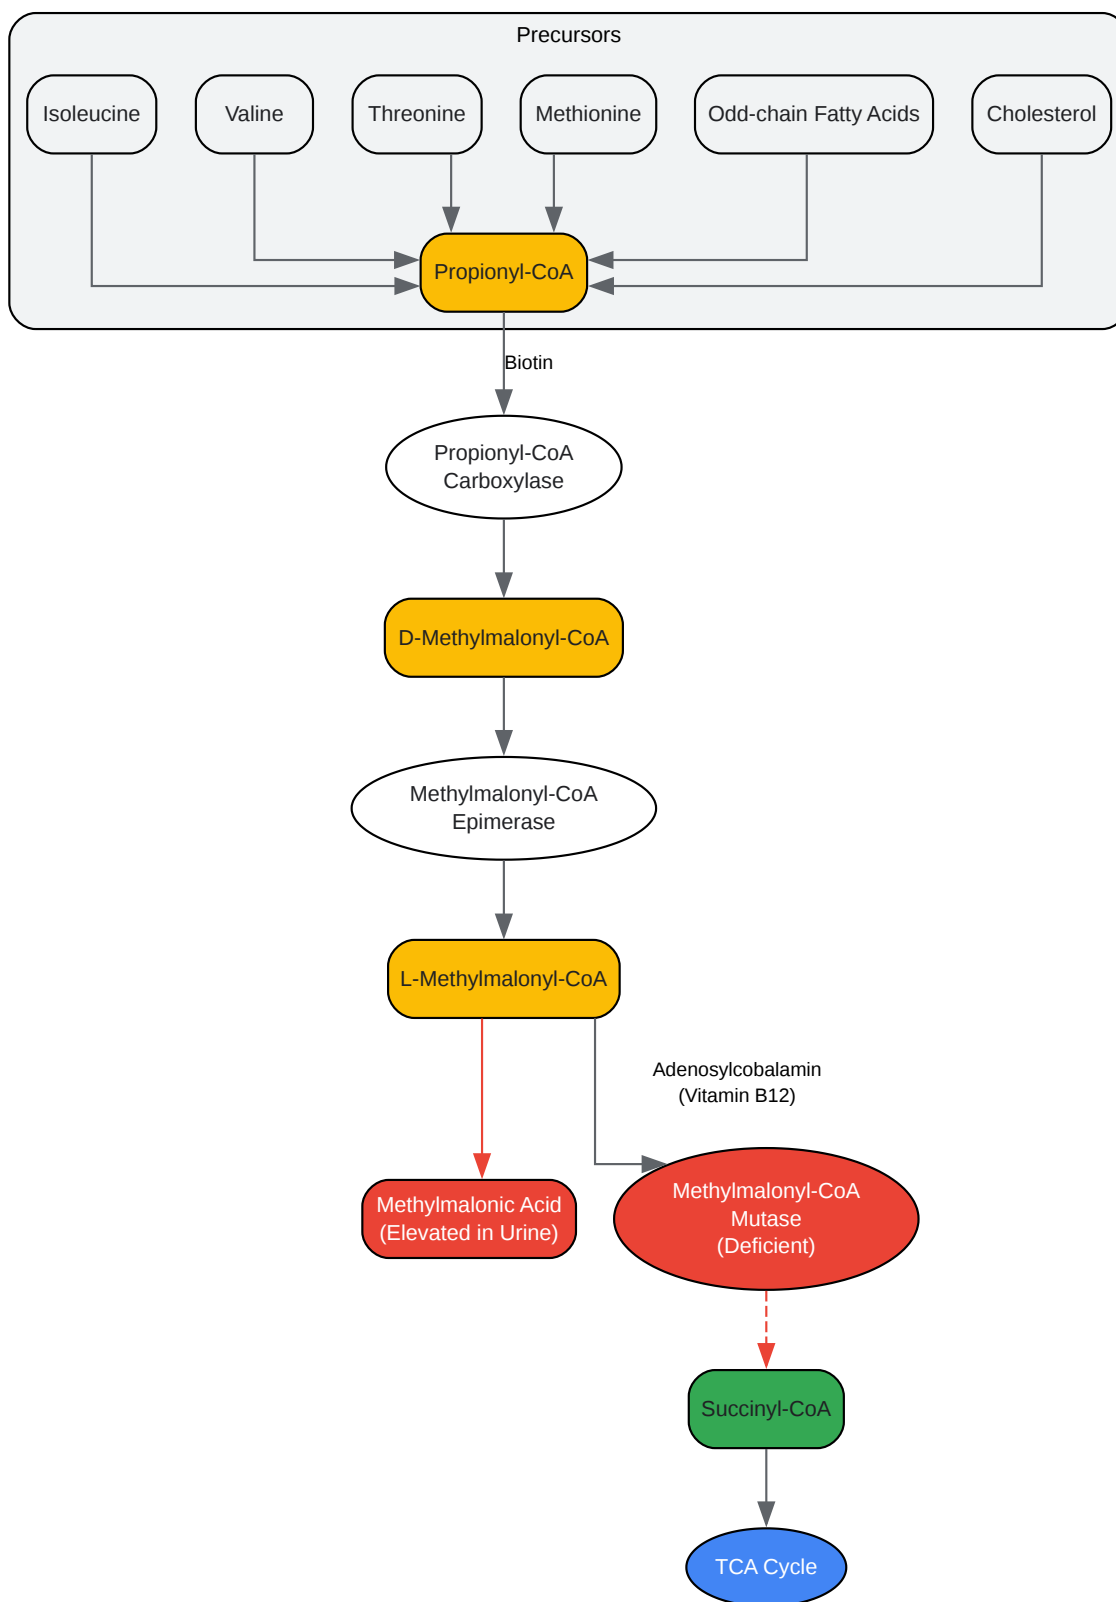 Precursors
Isoleucine
Valine
Threonine
Methionine
Odd-chain Fatty Acids
Cholesterol
Propionyl-CoA
Biotin
Propionyl-CoA
Carboxylase
D-Methylmalonyl-CoA
Methylmalonyl-CoA
Epimerase
L-Methylmalonyl-CoA
Adenosylcobalamin
(Vitamin B12)
Methylmalonic Acid
(Elevated in Urine)
Methylmalonyl-CoA
Mutase
(Deficient)
Succinyl-CoA
TCA Cycle